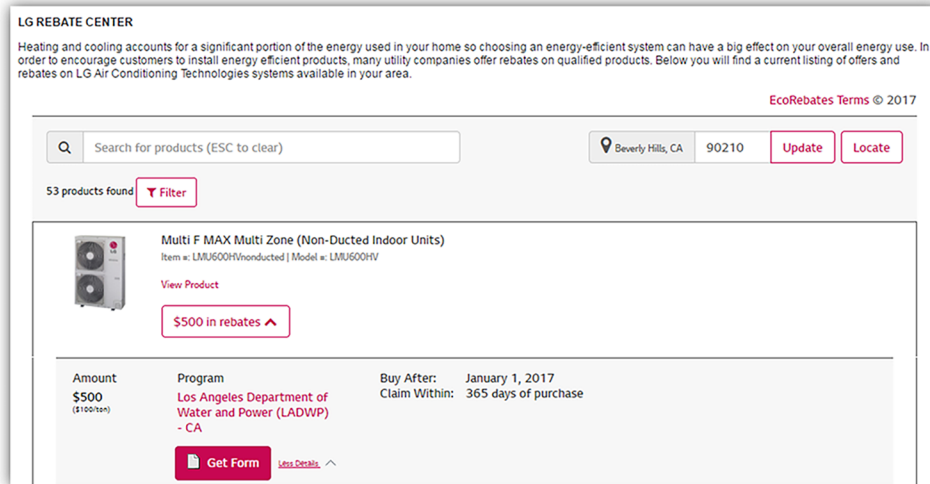 LG REBATE CENTER
Heating and cooling accounts for a significant portion of the energy used in your home so choosing an energy-efficient system can have a big effect on your overall energy use. In
order to encourage customers to install energy efficient products, many utility companies offer rebates on qualified products. Below you will find a current listing of offers and
rebates on LG Air Conditioning Technologies systems available in your area.
EcoRebates Terms © 2017
Search for products (ESC to clear)
Beverly Hills, CA 90210 Update Locate
53 products found Filter
Multi F MAX Multi Zone (Non-Ducted Indoor Units)
Item #: LMU600HVnonducted | Model #: LMU600HV
View Product
$500 in rebates
Amount Program Buy After: January 1, 2017
$500 Los Angeles Department of Claim Within: 365 days of purchase
($100/ton) Water and Power (LADWP)
- CA
Get Form Less Details